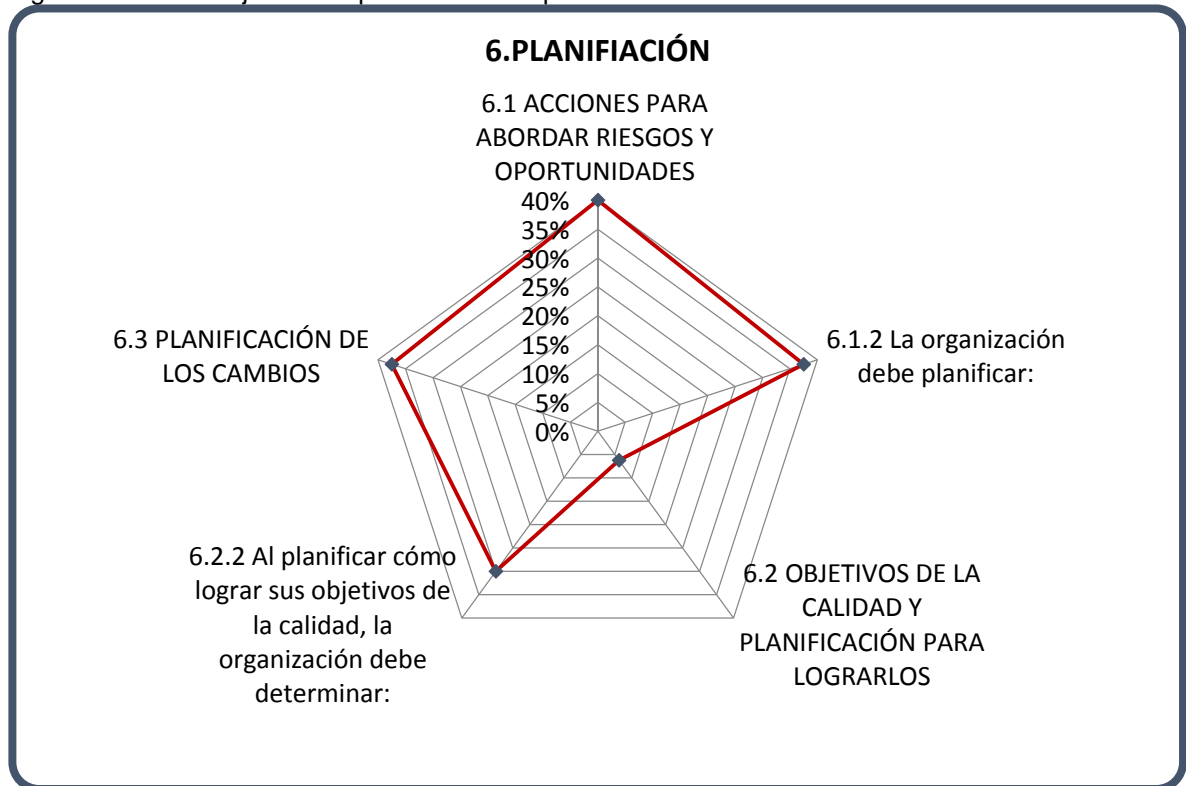 6.PLANIFIACIÓN
6.1 ACCIONES PARA
ABORDAR RIESGOS Y
OPORTUNIDADES
40%
35%
30%
25%
20%
15%
10%
5%
0%
6.1.2 La organización
debe planificar:
6.2 OBJETIVOS DE LA
CALIDAD Y
PLANIFICACIÓN PARA
LOGRARLOS
6.2.2 Al planificar cómo
lograr sus objetivos de
la calidad, la
organización debe
determinar:
6.3 PLANIFICACIÓN DE
LOS CAMBIOS